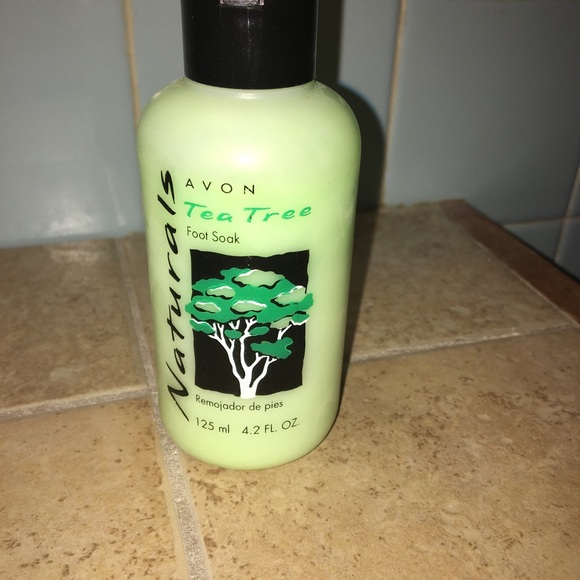 Naturals
AVON
Tea Tree
Foot Soak
Remojador de pies
125 ml 4.2 FL. OZ.